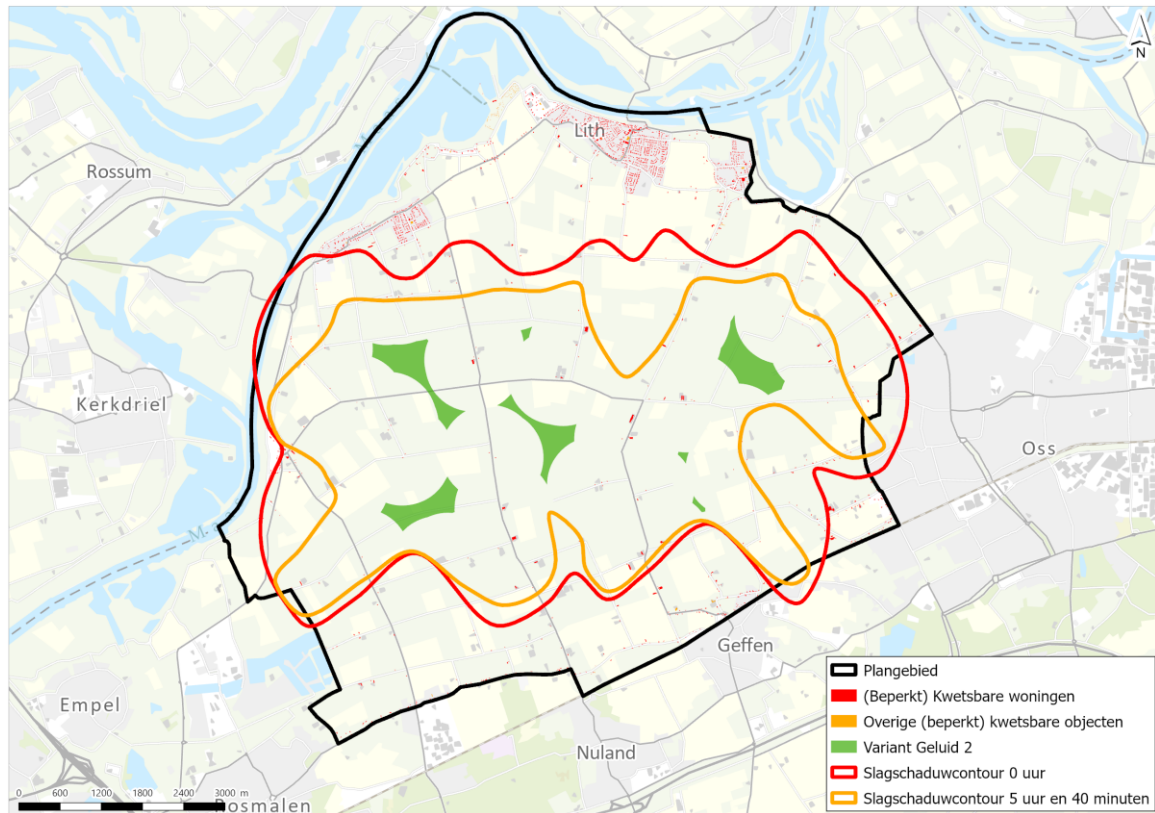 N
Lith
Rossum
Kerkdriel
Oss
M.
Geffen
Empel
Nuland
Rosmalen
0 600 1200 1800 2400 3000 m
Plangebied
(Beperkt) Kwetsbare woningen
Overige (beperkt) kwetsbare objecten
Variant Geluid 2
Slagschaduwcontour 0 uur
Slagschaduwcontour 5 uur en 40 minuten